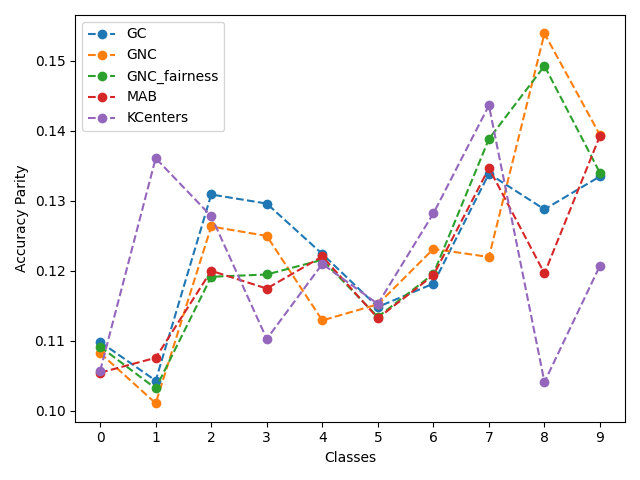 GC
GNC
GNC_fairness
MAB
KCenters
0.15
0.14
0.13
0.12
0.11
0.10
Accuracy Parity
0 1 2 3 4 5 6 7 8 9
Classes